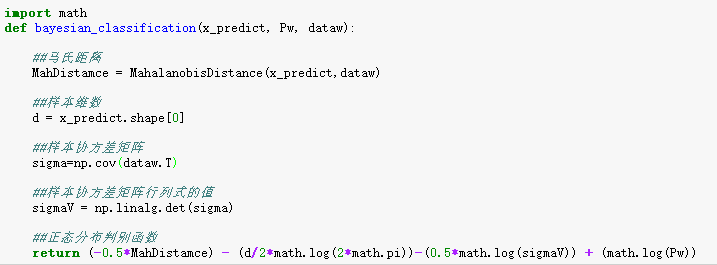 import math
def bayesian_classification(x_predict, Pw, dataw):
##马氏距离
MahDistamce = MahalanobisDistance(x_predict,dataw)
##样本维数
d = x_predict.shape[0]
##样本协方差矩阵
sigma=np.cov(dataw.T)
##样本协方差矩阵行列式的值
sigmaV = np.linalg.det(sigma)
##正态分布判别函数
return (-0.5*MahDistamce) - (d/2*math.log(2*math.pi))-(0.5*math.log(sigmaV)) + (math.log(Pw))